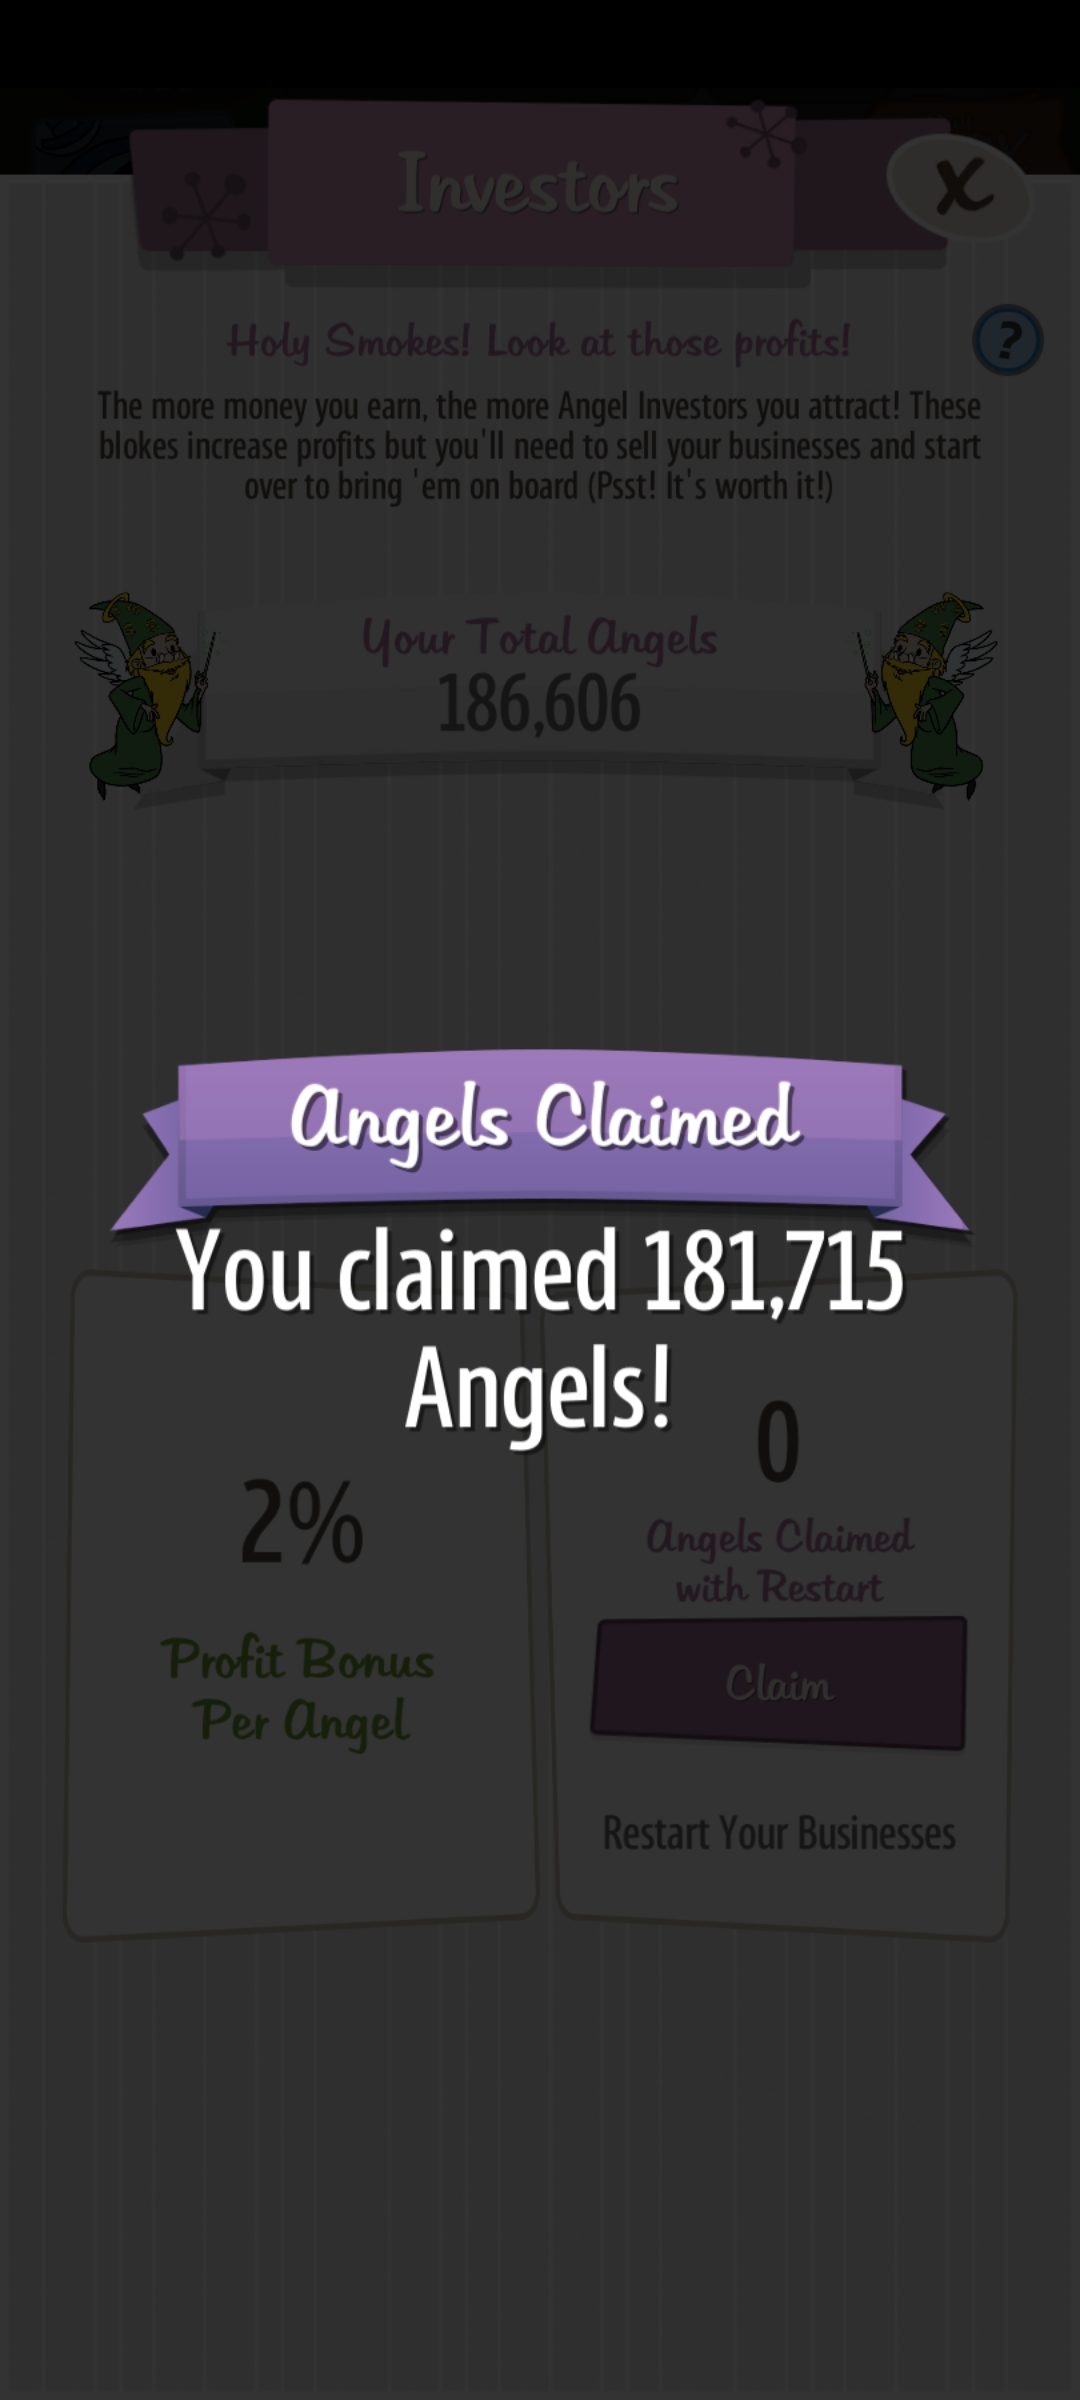 Investors
X
Holy Smokes! Look at those profits!
?
The more money you earn, the more Angel Investors you attract! These
blokes increase profits but you'll need to sell your businesses and start
over to bring 'em on board (Psst! It's worth it!)
Your Total Angels
186,606
Angels Claimed
You claimed 181,715
Angels!
2%
Profit Bonus
Per Angel
0
Angels Claimed
with Restart
Claim
Restart Your Businesses